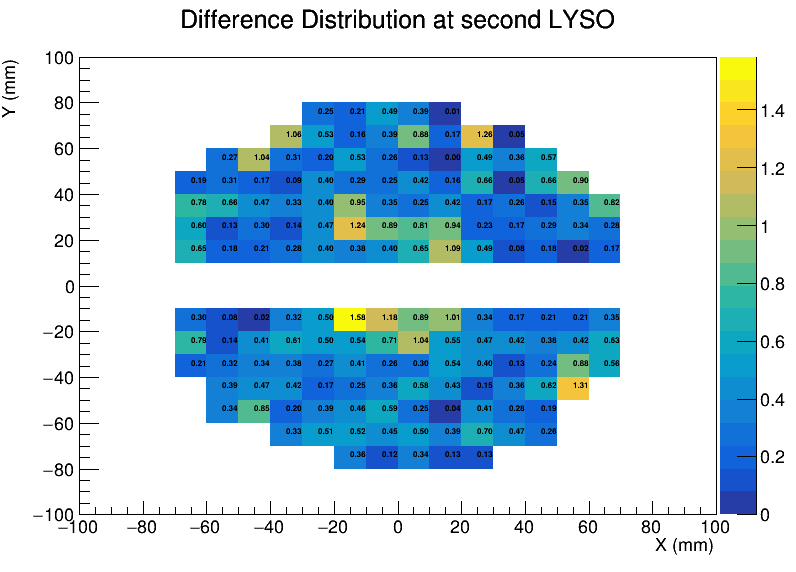 Difference Distribution at second LYSO
Y (mm)
100
80
0.25 0.21 0.49 0.39 0.01
1.4
1.06 0.53 0.16 0.39 0.88 0.17 1.26 0.05
60
0.27 1.04 0.31 0.20 0.53 0.26 0.13 0.00 0.49 0.36 0.57
1.2
0.19 0.31 0.17 0.09 0.40 0.29 0.25 0.42 0.16 0.66 0.05 0.66 0.90
40
0.78 0.66 0.47 0.33 0.40 0.95 0.35 0.25 0.42 0.17 0.26 0.15 0.35 0.82
1
0.60 0.13 0.30 0.14 0.47 1.24 0.89 0.81 0.94 0.23 0.17 0.29 0.34 0.28
20
0.65 0.18 0.21 0.28 0.40 0.38 0.40 0.65 1.09 0.49 0.08 0.18 0.02 0.17
0.8
0
0.30 0.08 0.02 0.32 0.50 1.58 1.18 0.89 1.01 0.34 0.17 0.21 0.21 0.35
−20
0.79 0.14 0.41 0.61 0.50 0.54 0.71 1.04 0.55 0.47 0.42 0.38 0.42 0.63
0.6
0.21 0.32 0.34 0.38 0.27 0.41 0.26 0.30 0.54 0.40 0.13 0.24 0.88 0.56
−40
0.39 0.47 0.42 0.17 0.25 0.36 0.58 0.43 0.15 0.36 0.62 1.31
0.4
0.34 0.85 0.20 0.39 0.46 0.59 0.25 0.04 0.41 0.28 0.19
−60
0.33 0.51 0.52 0.45 0.50 0.39 0.70 0.47 0.26
0.2
0.36 0.12 0.34 0.13 0.13
−80
−100
0
−100 −80 −60 −40 −20 0 20 40 60 80 100
X (mm)